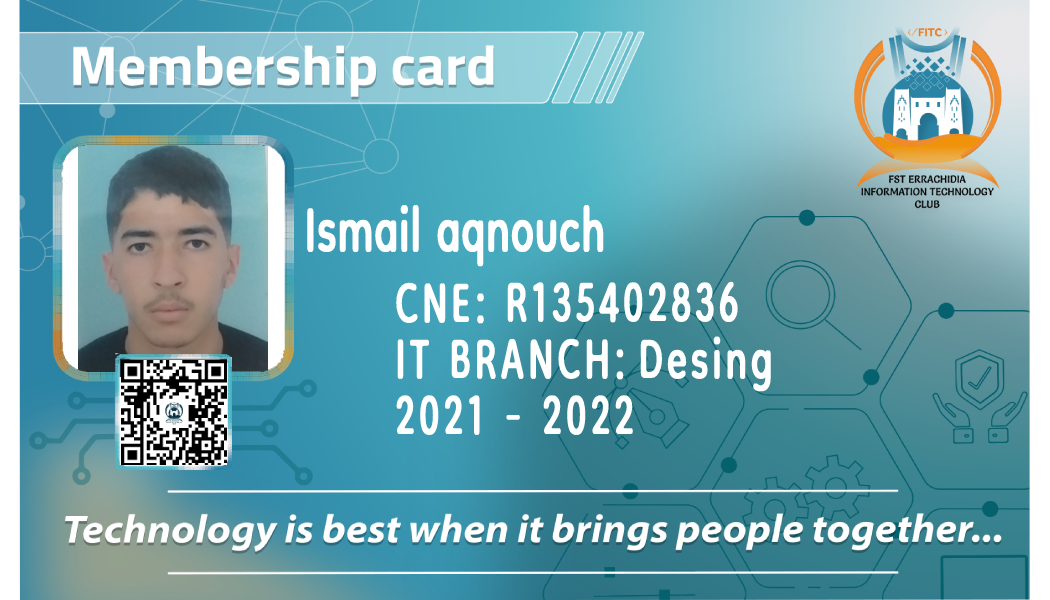 Membership card
</FITC>
FST ERRACHIDIA
INFORMATION TECHNOLOGY
CLUB
Ismail aqnouch
CNE: R135402836
IT BRANCH: Desing
2021 - 2022
Technology is best when it brings people together...